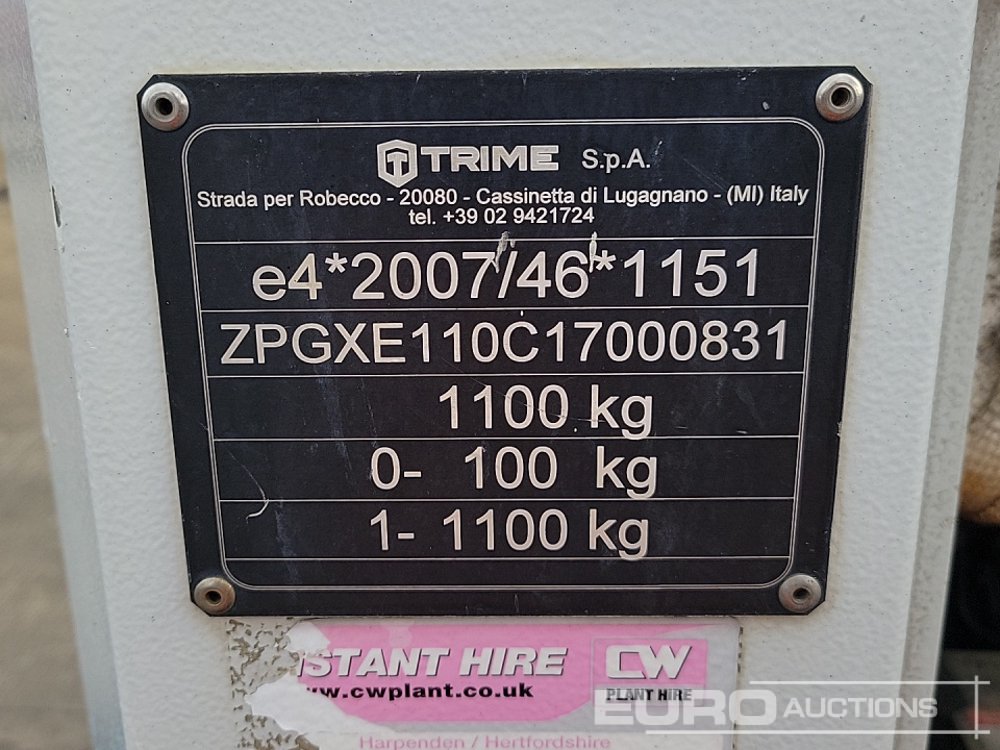 TRIME S.p.A.
Strada per Robecco - 20080 - Cassinetta di Lugagnano - (MI) Italy
tel. +39 02 9421724
e4*2007/46*1151
ZPGXE110C17000831
1100 kg
0- 100 kg
1- 1100 kg
HIRE CW
www.cwplant.co.uk PLANT HIRE
Harpenden / Hertfordshire
EURO AUCTIONS